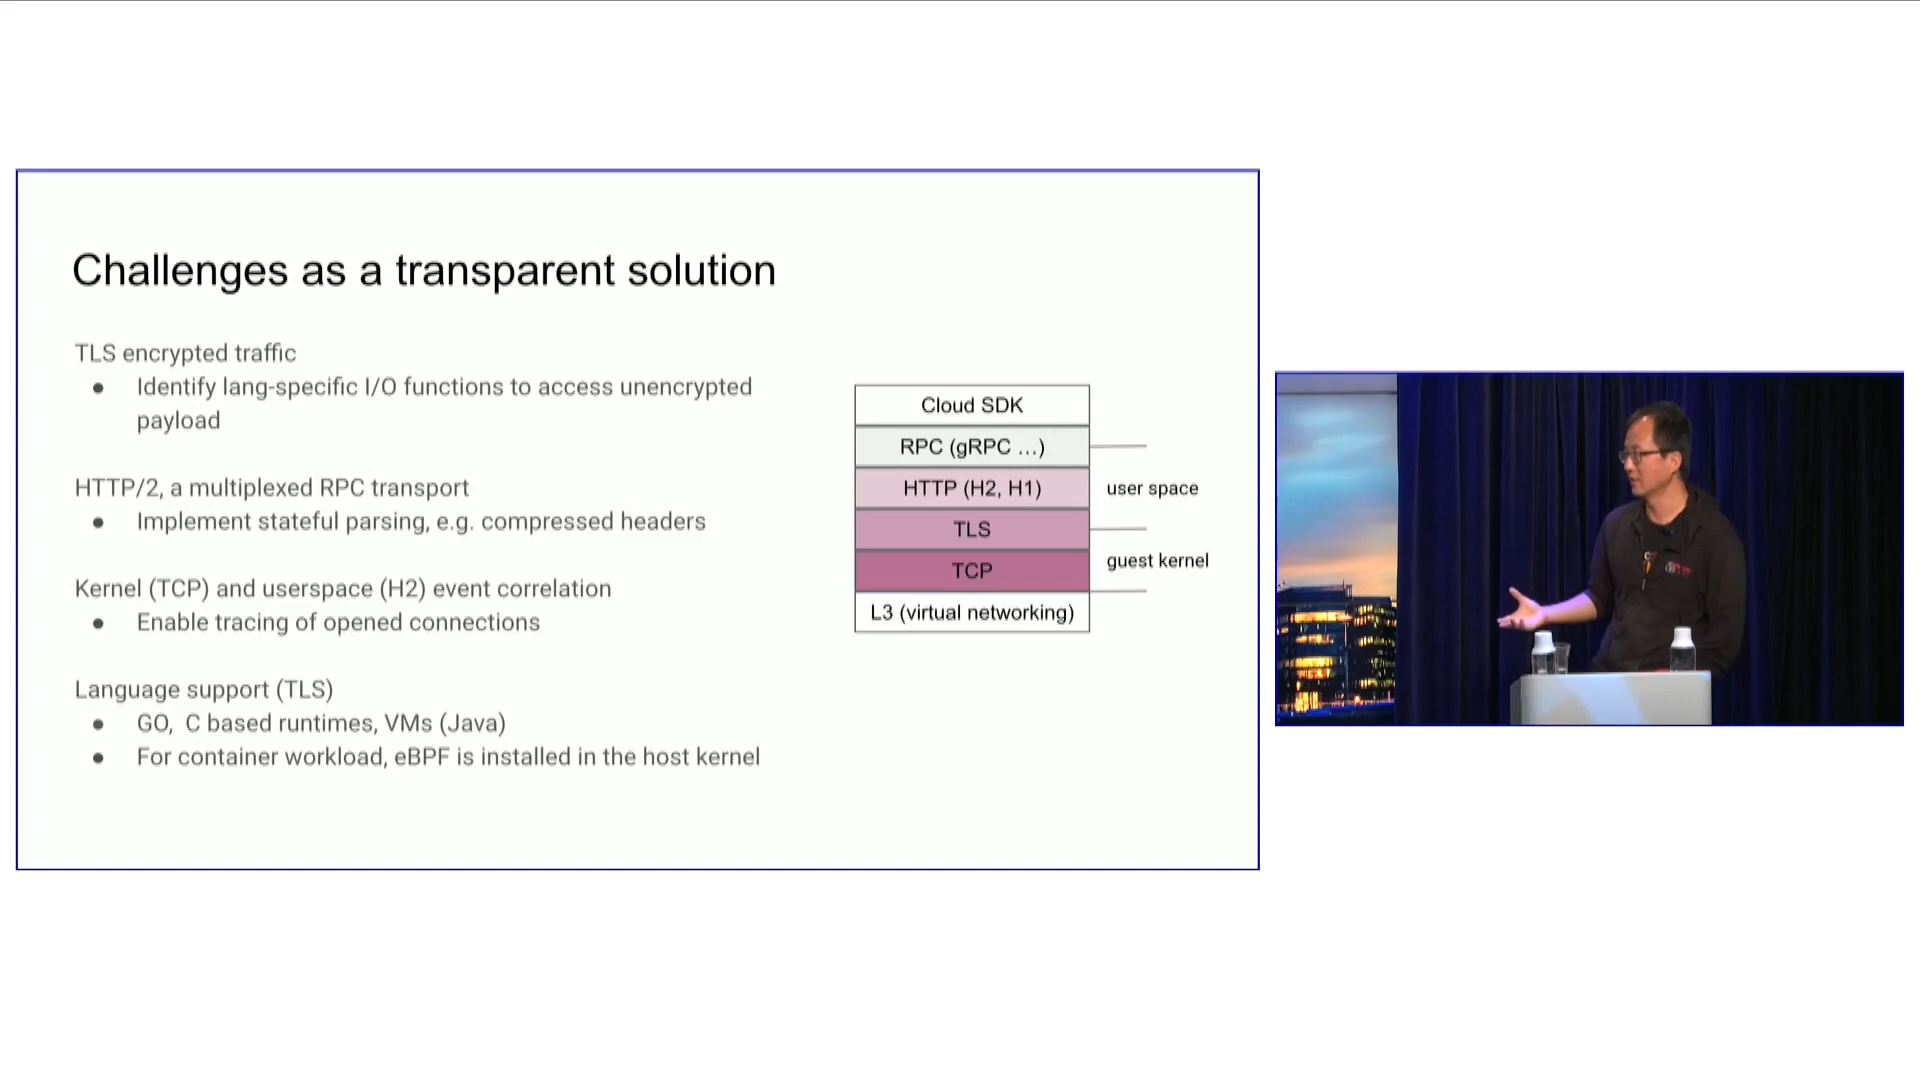 Challenges as a transparent solution
TLS encrypted traffic
● Identify lang-specific I/O functions to access unencrypted
payload
HTTP/2, a multiplexed RPC transport
● Implement stateful parsing, e.g. compressed headers
Kernel (TCP) and userspace (H2) event correlation
● Enable tracing of opened connections
Language support (TLS)
● GO, C based runtimes, VMs (Java)
● For container workload, eBPF is installed in the host kernel
Cloud SDK
RPC (gRPC ...)
HTTP (H2, H1)
TLS
TCP
L3 (virtual networking)
user space
guest kernel